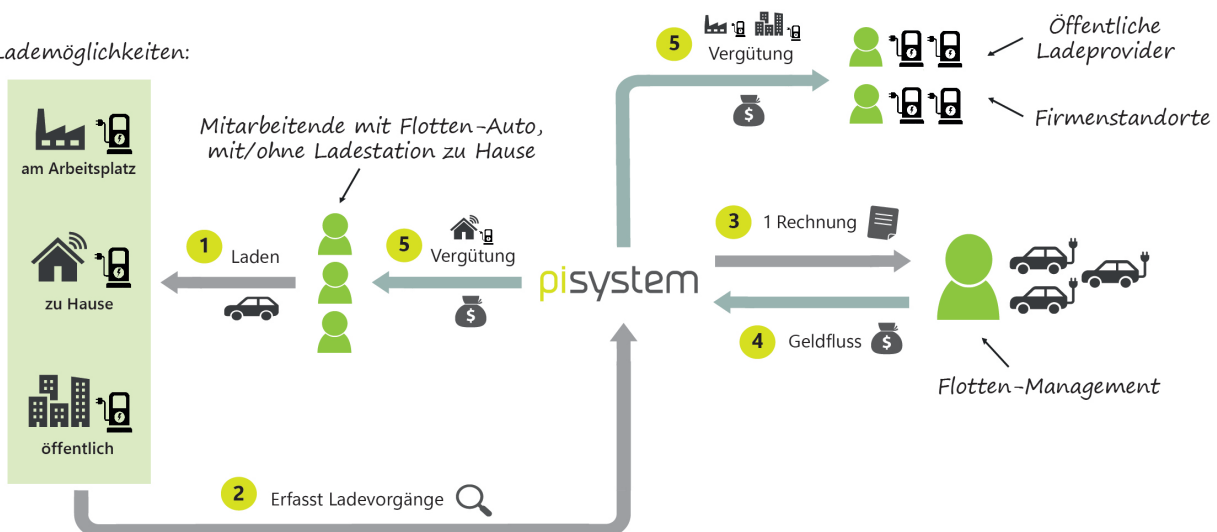 Lademöglichkeiten:
am Arbeitsplatz
zu Hause
öffentlich
Mitarbeitende mit Flotten-Auto,
mit/ohne Ladestation zu Hause
1 Laden
5 Vergütung
$
2 Erfasst Ladevorgänge
pisystem
5 Vergütung
$
Öffentliche
Ladeprovider
Firmenstandorte
3 1 Rechnung
4 Geldfluss $
Flotten-Management